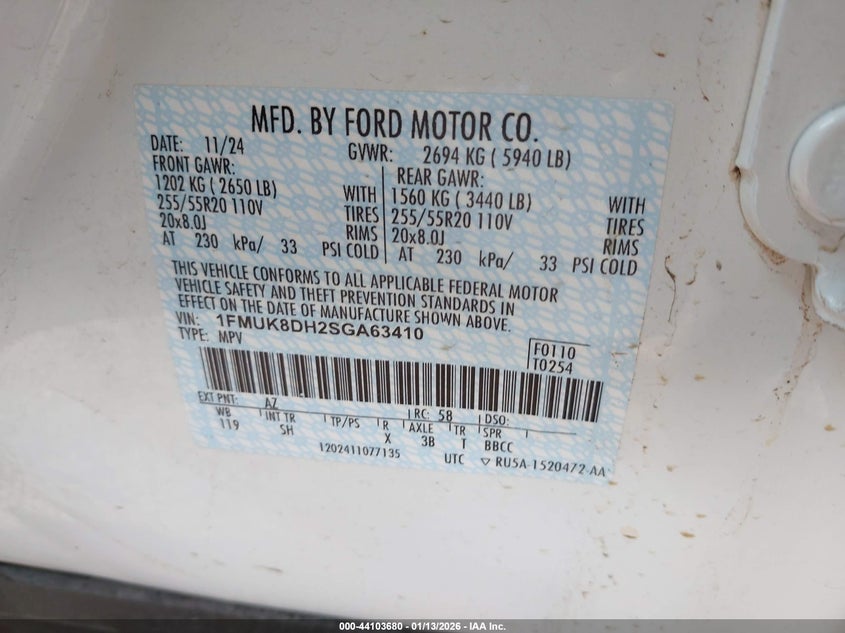 MFD. BY FORD MOTOR CO.
DATE: 11/24 GVWR: 2694 KG ( 5940 LB)
FRONT GAWR: REAR GAWR:
1202 KG ( 2650 LB) WITH 1560 KG ( 3440 LB) WITH
255/55R20 110V TIRES 255/55R20 110V TIRES
20x8.0J RIMS 20x8.0J RIMS
AT 230 kPa/ 33 PSI COLD AT 230 kPa/ 33 PSI COLD
THIS VEHICLE CONFORMS TO ALL APPLICABLE FEDERAL MOTOR
VEHICLE SAFETY AND THEFT PREVENTION STANDARDS IN
EFFECT ON THE DATE OF MANUFACTURE SHOWN ABOVE.
VIN: 1FMUK8DH2SGA63410
TYPE: MPV
F0110
T0254
EXT PNT: AZ RC: 58 DSO:
WB INT TR TP/PS R AXLE TR SPR
119 SH X 3B T BBCC
1202411077135 UTC ▽ RU5A-1520472-AA
000-44103680 | 01/13/2026 - IAA Inc.